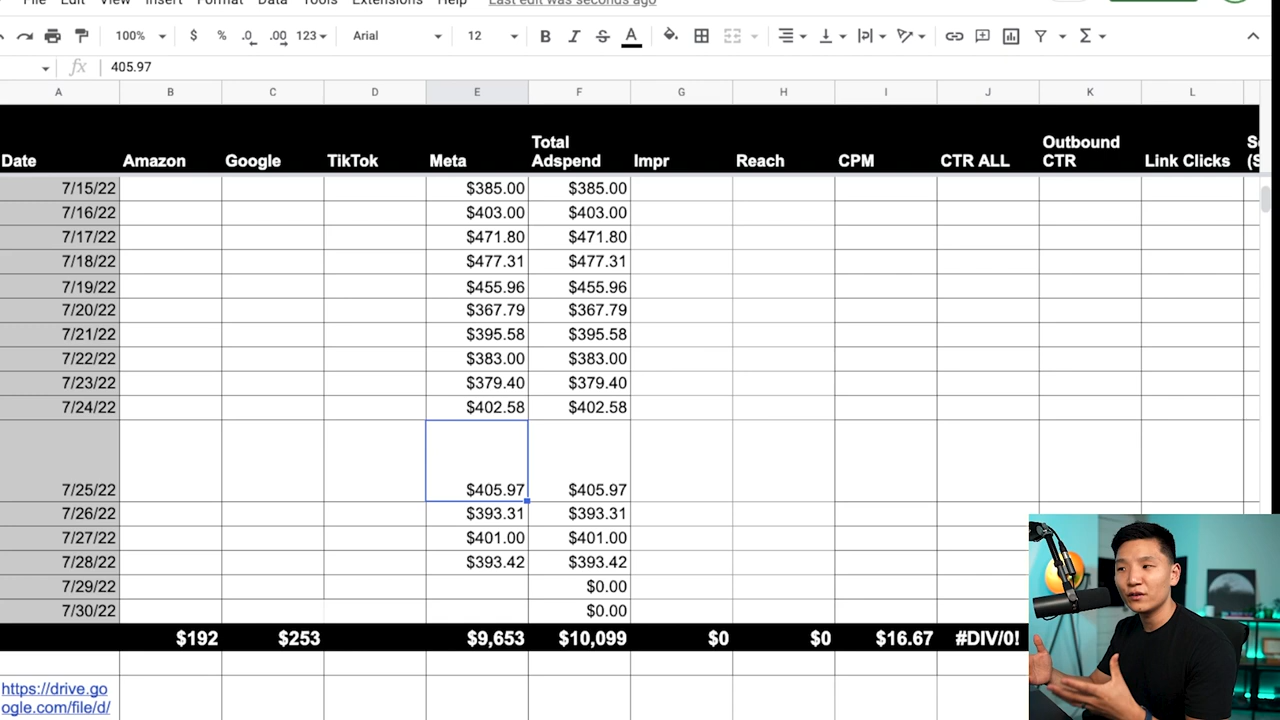 File Edit View Insert Format Data Tools Extensions Help Last edit was seconds ago
100% $ % .0 .00 123 Arial 12 B I S A Σ
fx 405.97
A B C D E F G H I J K L
Date Amazon Google TikTok Meta Total Adspend Impr Reach CPM CTR ALL Outbound CTR Link Clicks
7/15/22 $385.00 $385.00
7/16/22 $403.00 $403.00
7/17/22 $471.80 $471.80
7/18/22 $477.31 $477.31
7/19/22 $455.96 $455.96
7/20/22 $367.79 $367.79
7/21/22 $395.58 $395.58
7/22/22 $383.00 $383.00
7/23/22 $379.40 $379.40
7/24/22 $402.58 $402.58
7/25/22 $405.97 $405.97
7/26/22 $393.31 $393.31
7/27/22 $401.00 $401.00
7/28/22 $393.42 $393.42
7/29/22 $0.00
7/30/22 $0.00
$192 $253 $9,653 $10,099 $0 $0 $16.67 #DIV/0!
https://drive.go
ogle.com/file/d/